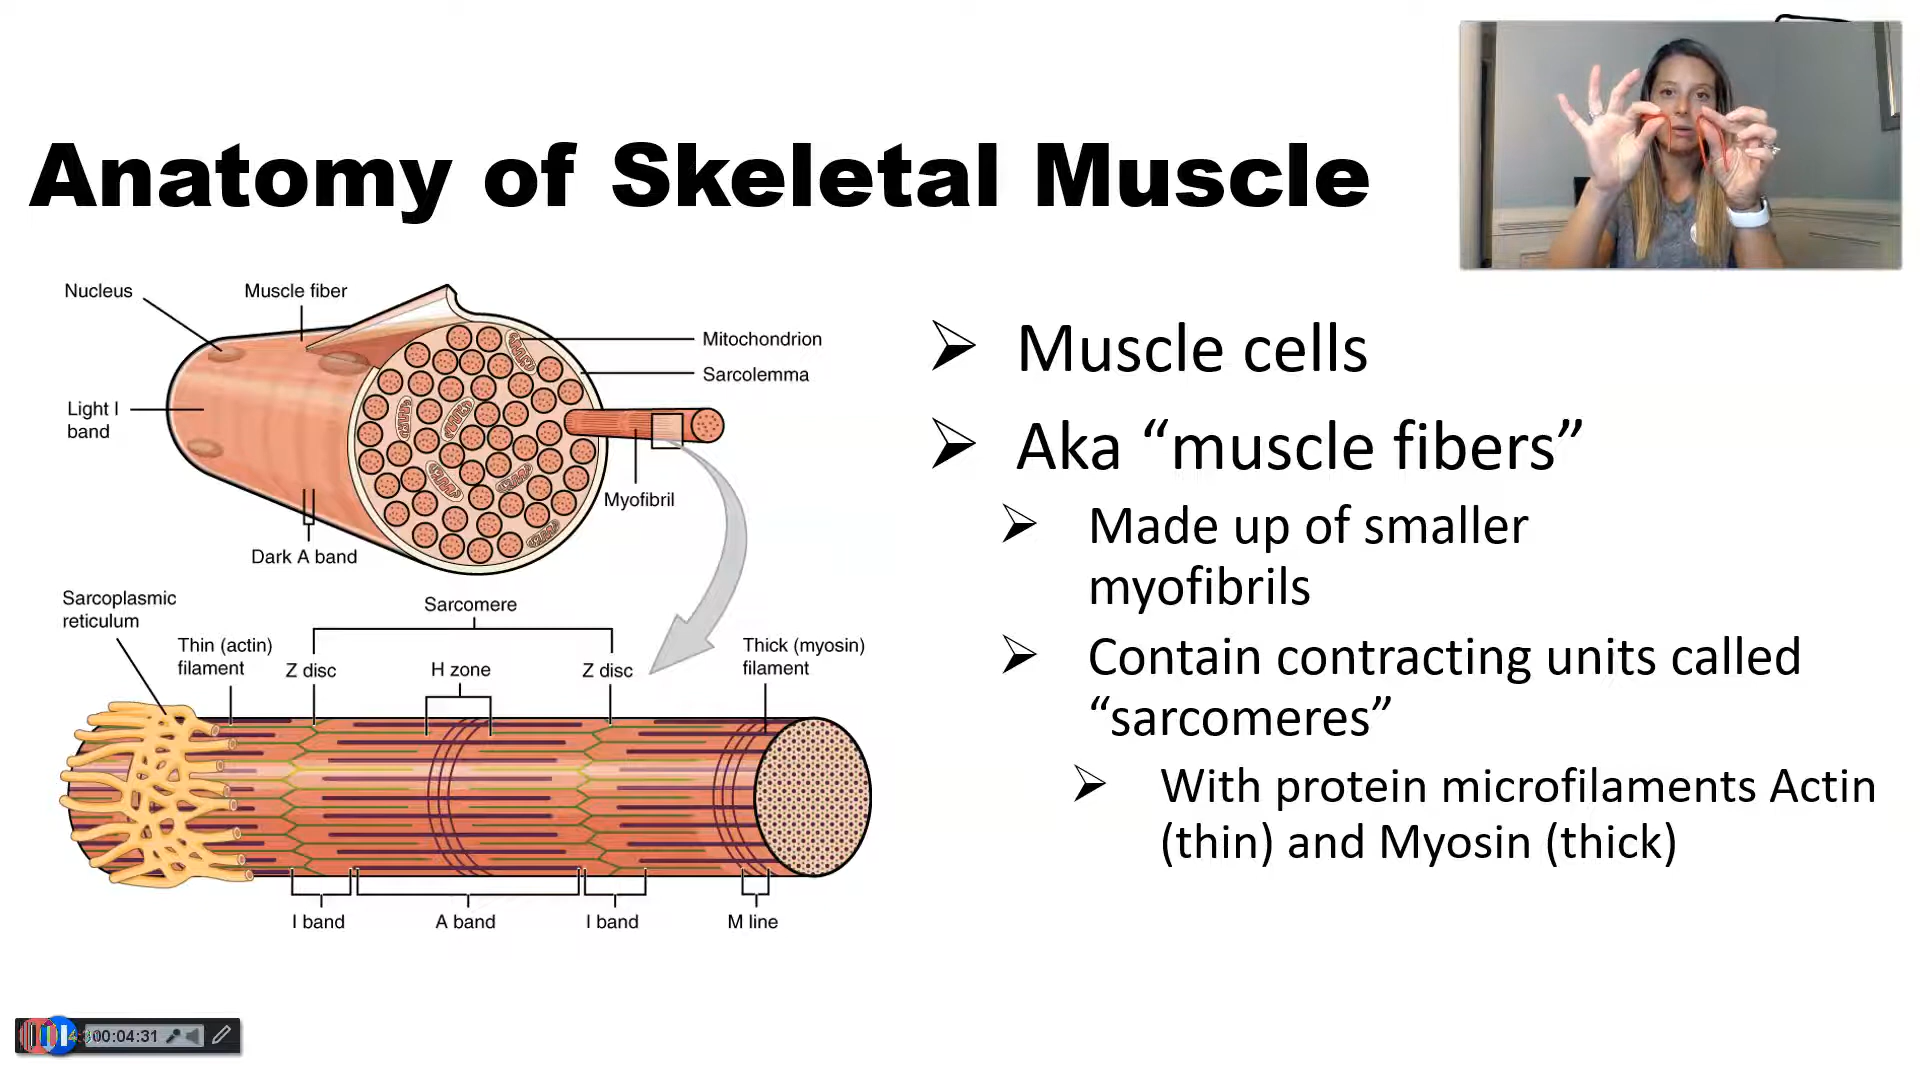 Anatomy of Skeletal Muscle
Nucleus
Muscle fiber
Mitochondrion
Sarcolemma
Light I
band
Myofibril
Dark A band
Sarcoplasmic
reticulum
Sarcomere
Thin (actin)
filament
Z disc
H zone
Z disc
Thick (myosin)
filament
I band
A band
I band
M line
➢ Muscle cells
➢ Aka “muscle fibers”
➢ Made up of smaller
myofibrils
➢ Contain contracting units called
“sarcomeres”
➢ With protein microfilaments Actin
(thin) and Myosin (thick)
00:04:31